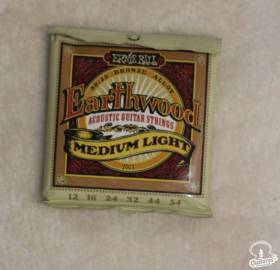 ERNIE BALL
80/20 BRONZE ALLOY
Earthwood
ACOUSTIC GUITAR STRINGS
MEDIUM LIGHT
12 16 24 32 44 54